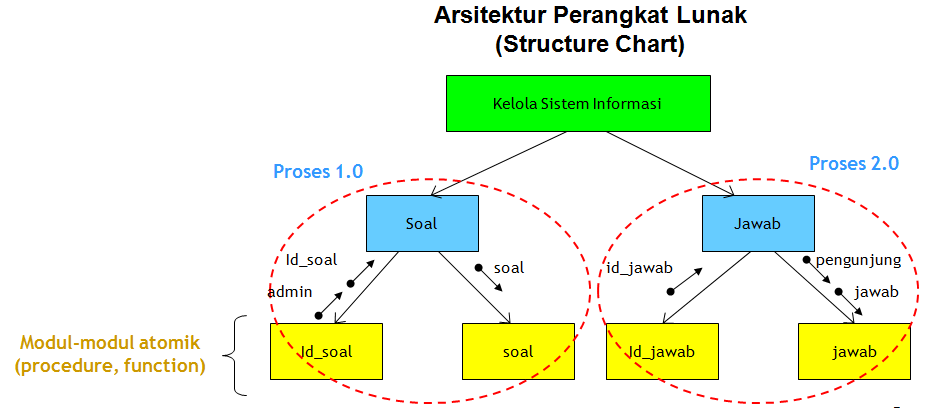 Arsitektur Perangkat Lunak
(Structure Chart)
Kelola Sistem Informasi
Proses 1.0
Proses 2.0
Soal
Jawab
Id_soal
admin
soal
id_jawab
pengunjung
jawab
Modul-modul atomik
(procedure, function)
Id_soal
soal
Id_jawab
jawab